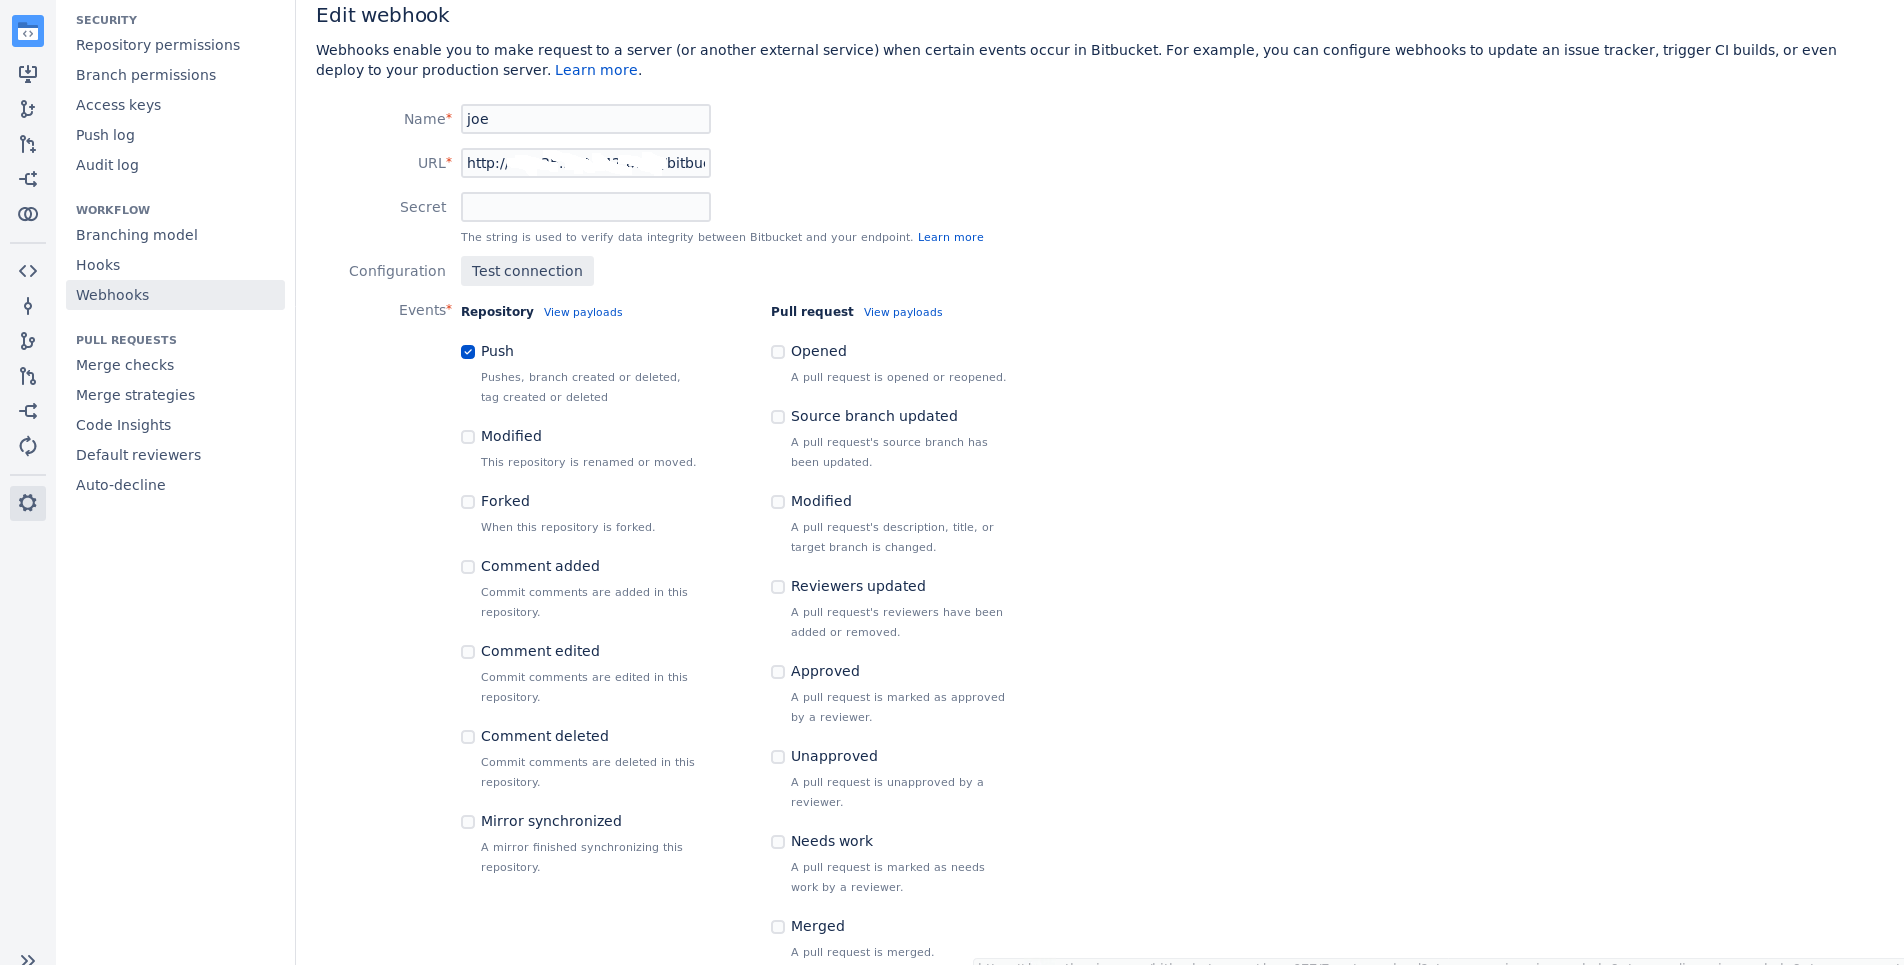 SECURITY
Repository permissions
Branch permissions
Access keys
Push log
Audit log
WORKFLOW
Branching model
Hooks
Webhooks
PULL REQUESTS
Merge checks
Merge strategies
Code Insights
Default reviewers
Auto-decline
Edit webhook
Webhooks enable you to make request to a server (or another external service) when certain events occur in Bitbucket. For example, you can configure webhooks to update an issue tracker, trigger CI builds, or even
deploy to your production server. Learn more.
Name* joe
URL* http:/
Secret
The string is used to verify data integrity between Bitbucket and your endpoint. Learn more
Configuration Test connection
Events* Repository View payloads
Push
Pushes, branch created or deleted,
tag created or deleted
Modified
This repository is renamed or moved.
Forked
When this repository is forked.
Comment added
Commit comments are added in this
repository.
Comment edited
Commit comments are edited in this
repository.
Comment deleted
Commit comments are deleted in this
repository.
Mirror synchronized
A mirror finished synchronizing this
repository.
Pull request View payloads
Opened
A pull request is opened or reopened.
Source branch updated
A pull request's source branch has
been updated.
Modified
A pull request's description, title, or
target branch is changed.
Reviewers updated
A pull request's reviewers have been
added or removed.
Approved
A pull request is marked as approved
by a reviewer.
Unapproved
A pull request is unapproved by a
reviewer.
Needs work
A pull request is marked as needs
work by a reviewer.
Merged
A pull request is merged.